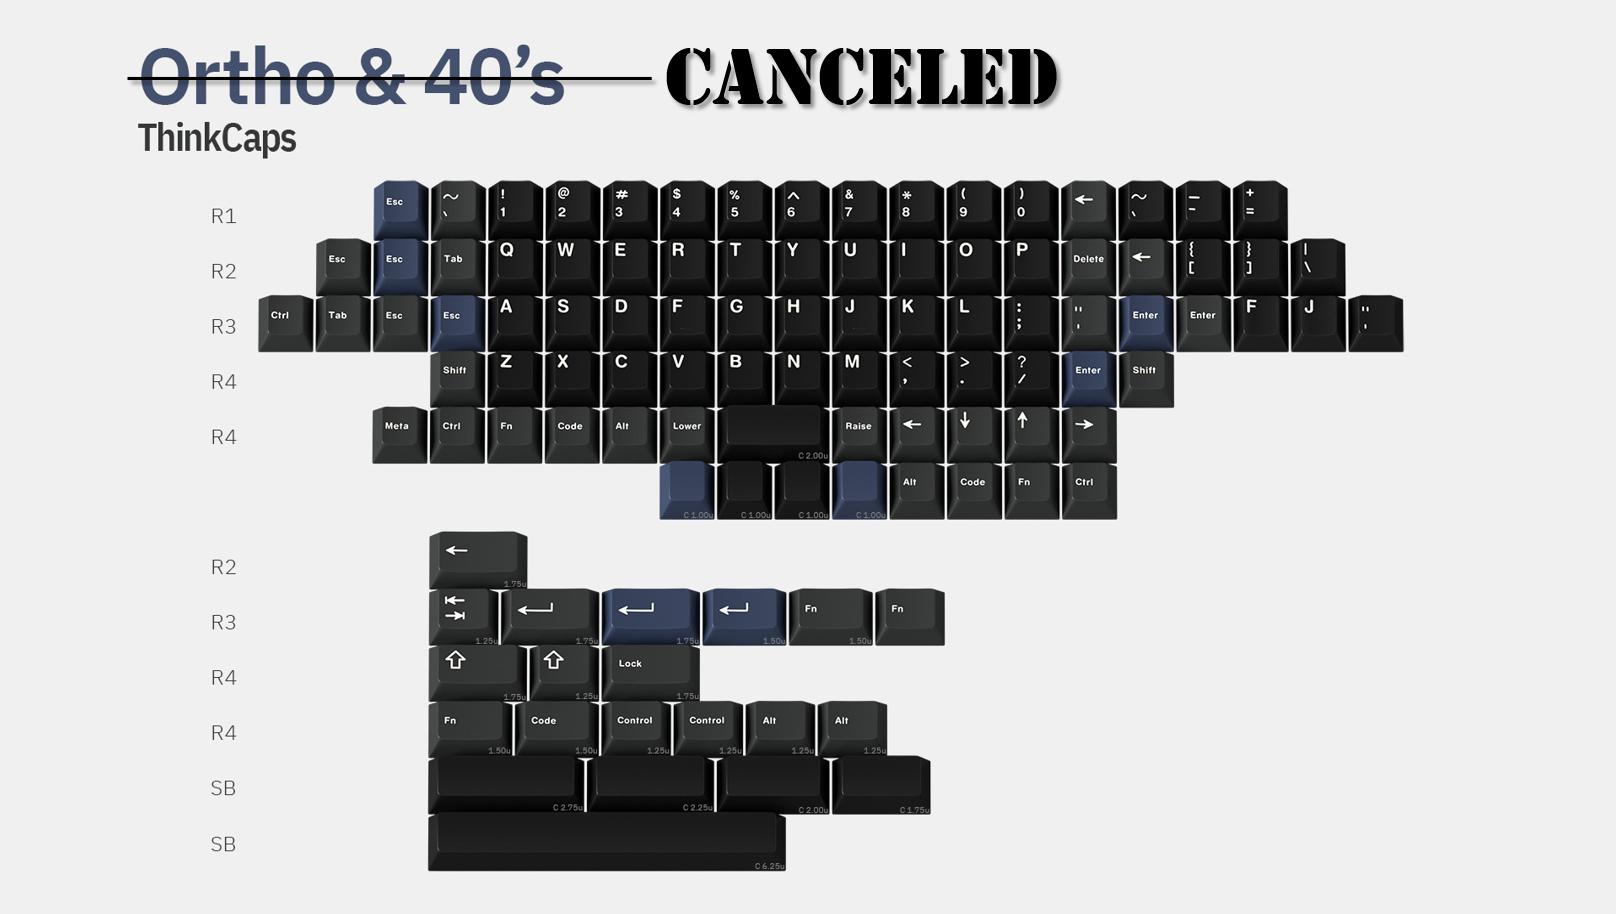 Ortho & 40's CANCELED
ThinkCaps
R1 Esc ~ ` ! 1 @ 2 # 3 $ 4 % 5 ^ 6 & 7 * 8 ( 9 ) 0 ← ~ ` — - + =
R2 Esc Esc Tab Q W E R T Y U I O P Delete ← { [ } ] | \
R3 Ctrl Tab Esc Esc A S D F G H J K L : ; " ' Enter Enter F J " '
R4 Shift Z X C V B N M < , > . ? / Enter Shift
R4 Meta Ctrl Fn Code Alt Lower C 2.00u Raise ← ↓ ↑ →
C 1.00u C 1.00u C 1.00u C 1.00u Alt Code Fn Ctrl
R2 ← 1.75u
R3 1.25u 1.75u 1.75u 1.50u Fn 1.50u Fn
R4 1.75u 1.25u Lock 1.75u
R4 Fn 1.50u Code 1.50u Control 1.25u Control 1.25u Alt 1.25u Alt 1.25u
SB C 2.75u C 2.25u C 2.00u C 1.75u
SB C 6.25u